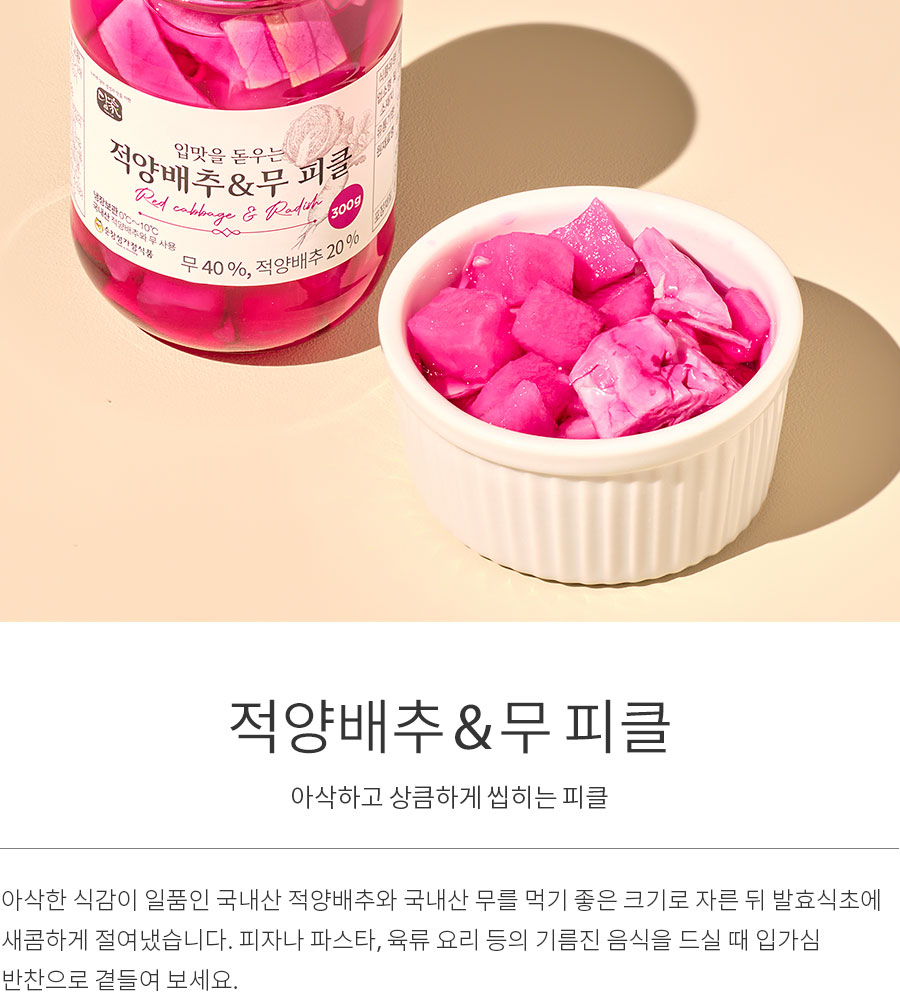 입맛을 돋우는
적양배추&무 피클
Red cabbage & Radish
300g
냉장보관 0℃~10℃
국내산 적양배추와 무 사용
순창성가정식품
무 40 %, 적양배추 20 %
적양배추&무 피클
아삭하고 상큼하게 씹히는 피클
아삭한 식감이 일품인 국내산 적양배추와 국내산 무를 먹기 좋은 크기로 자른 뒤 발효식초에
새콤하게 절여냈습니다. 피자나 파스타, 육류 요리 등의 기름진 음식을 드실 때 입가심
반찬으로 곁들여 보세요.